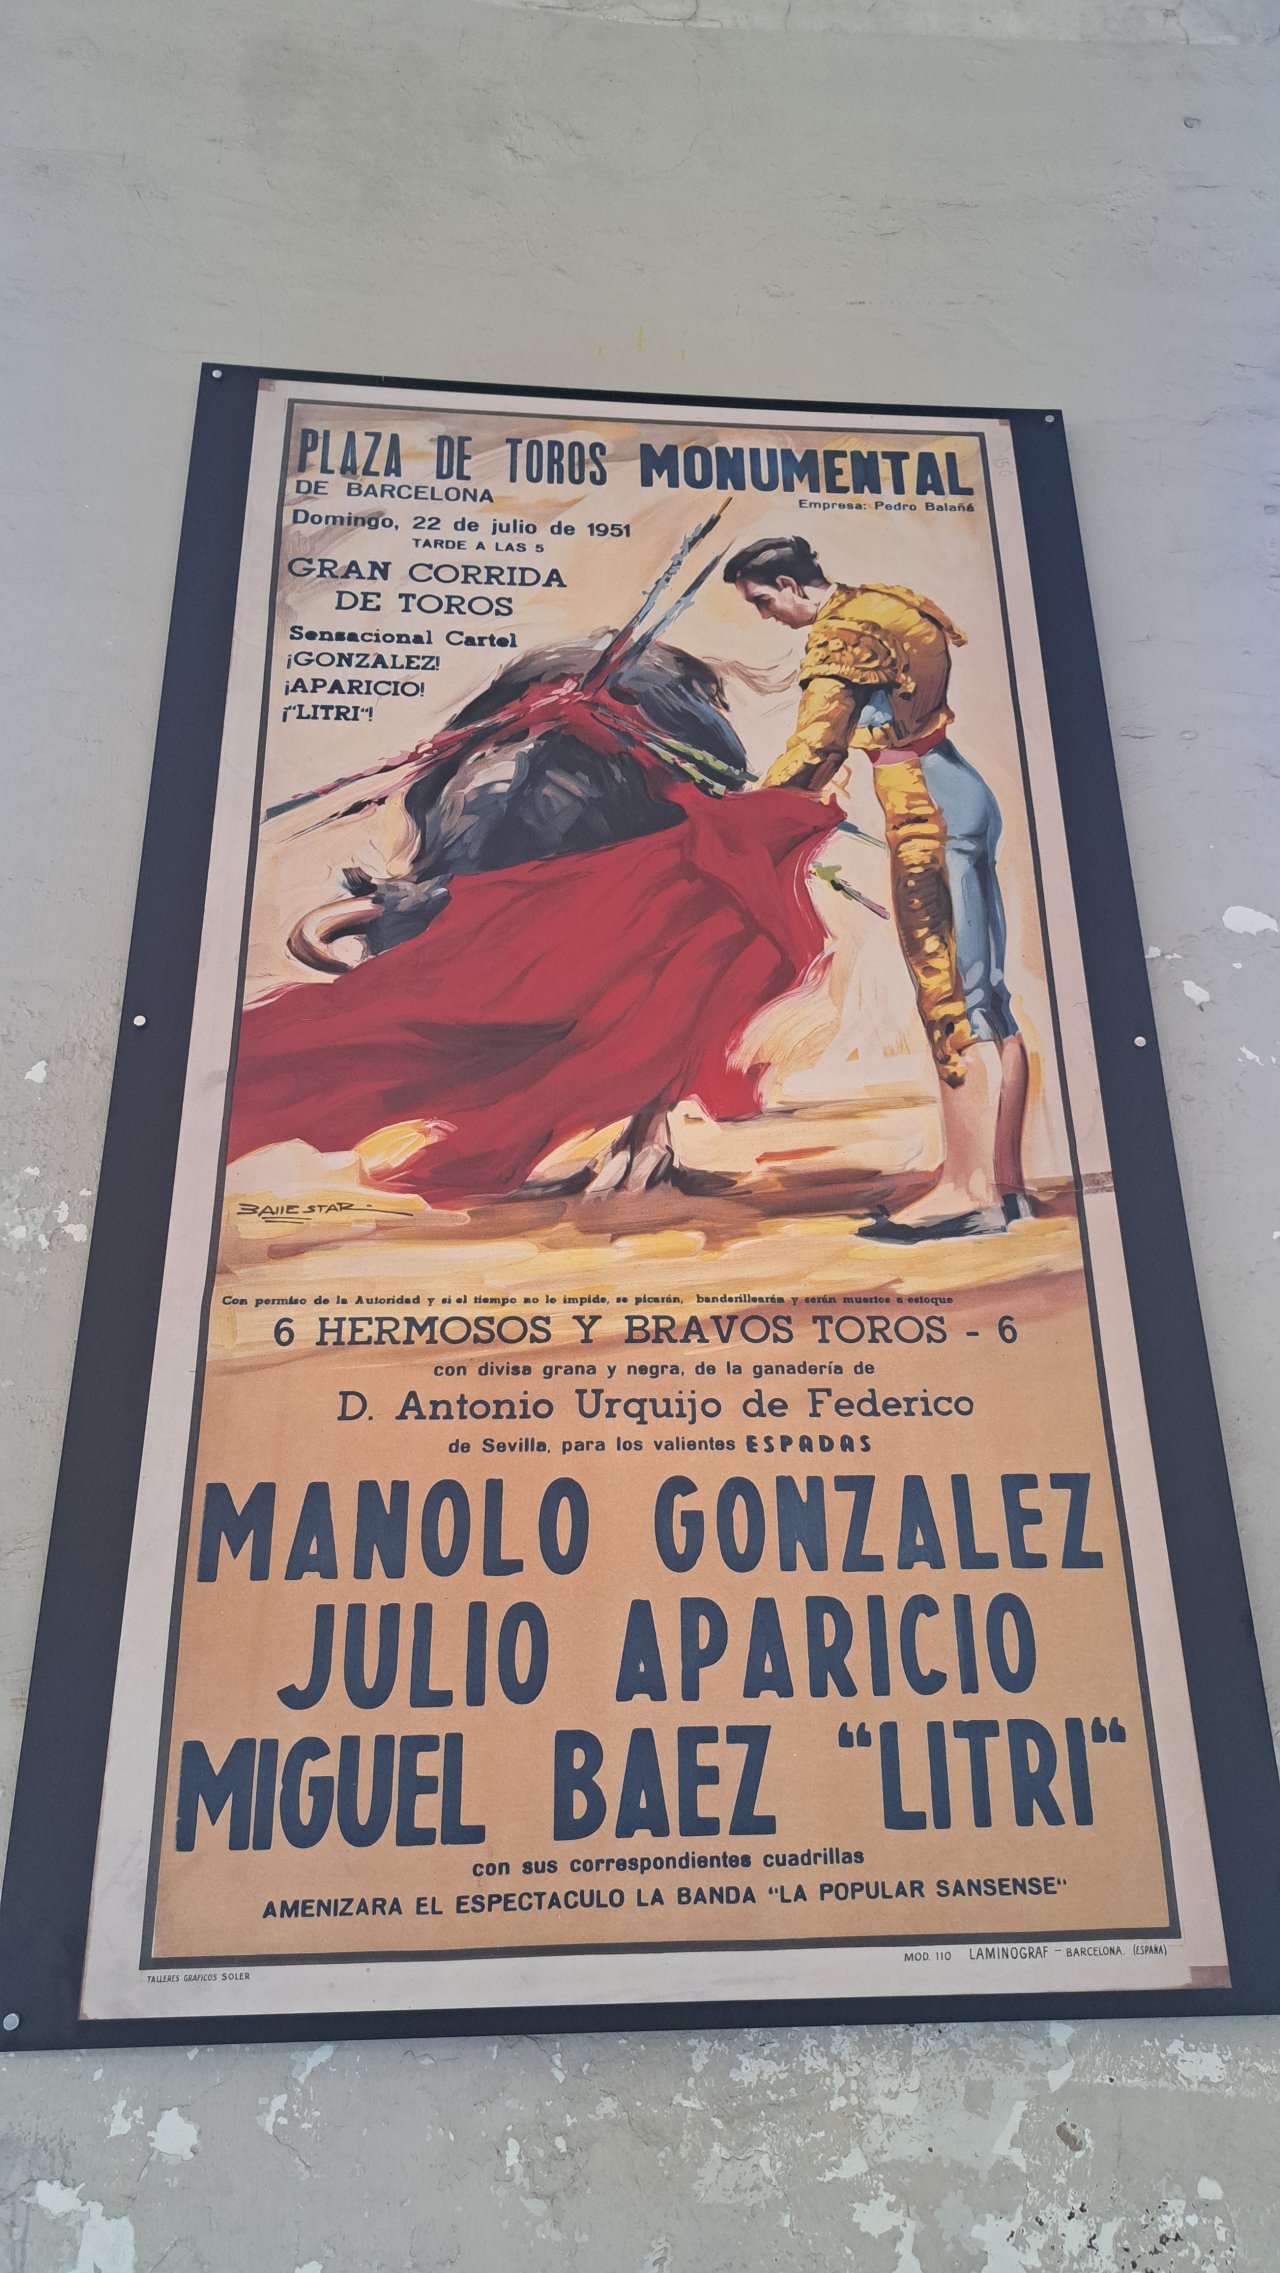 PLAZA DE TOROS MONUMENTAL
DE BARCELONA
Empresa: Pedro Balañá
Domingo, 22 de julio de 1951
TARDE A LAS 5
GRAN CORRIDA
DE TOROS
Sensacional Cartel
¡GONZALEZ!
¡APARICIO!
¡"LITRI"!
BALLESTAR
Con permiso de la Autoridad y si el tiempo no lo impide, se picarán, banderillearán y serán muertos a estoque
6 HERMOSOS Y BRAVOS TOROS - 6
con divisa grana y negra, de la ganadería de
D. Antonio Urquijo de Federico
de Sevilla, para los valientes ESPADAS
MANOLO GONZALEZ
JULIO APARICIO
MIGUEL BAEZ "LITRI"
con sus correspondientes cuadrillas
AMENIZARA EL ESPECTACULO LA BANDA "LA POPULAR SANSENSE"
TALLERES GRAFICOS SOLER
MOD. 110 LAMINOGRAF - BARCELONA. (ESPAÑA)